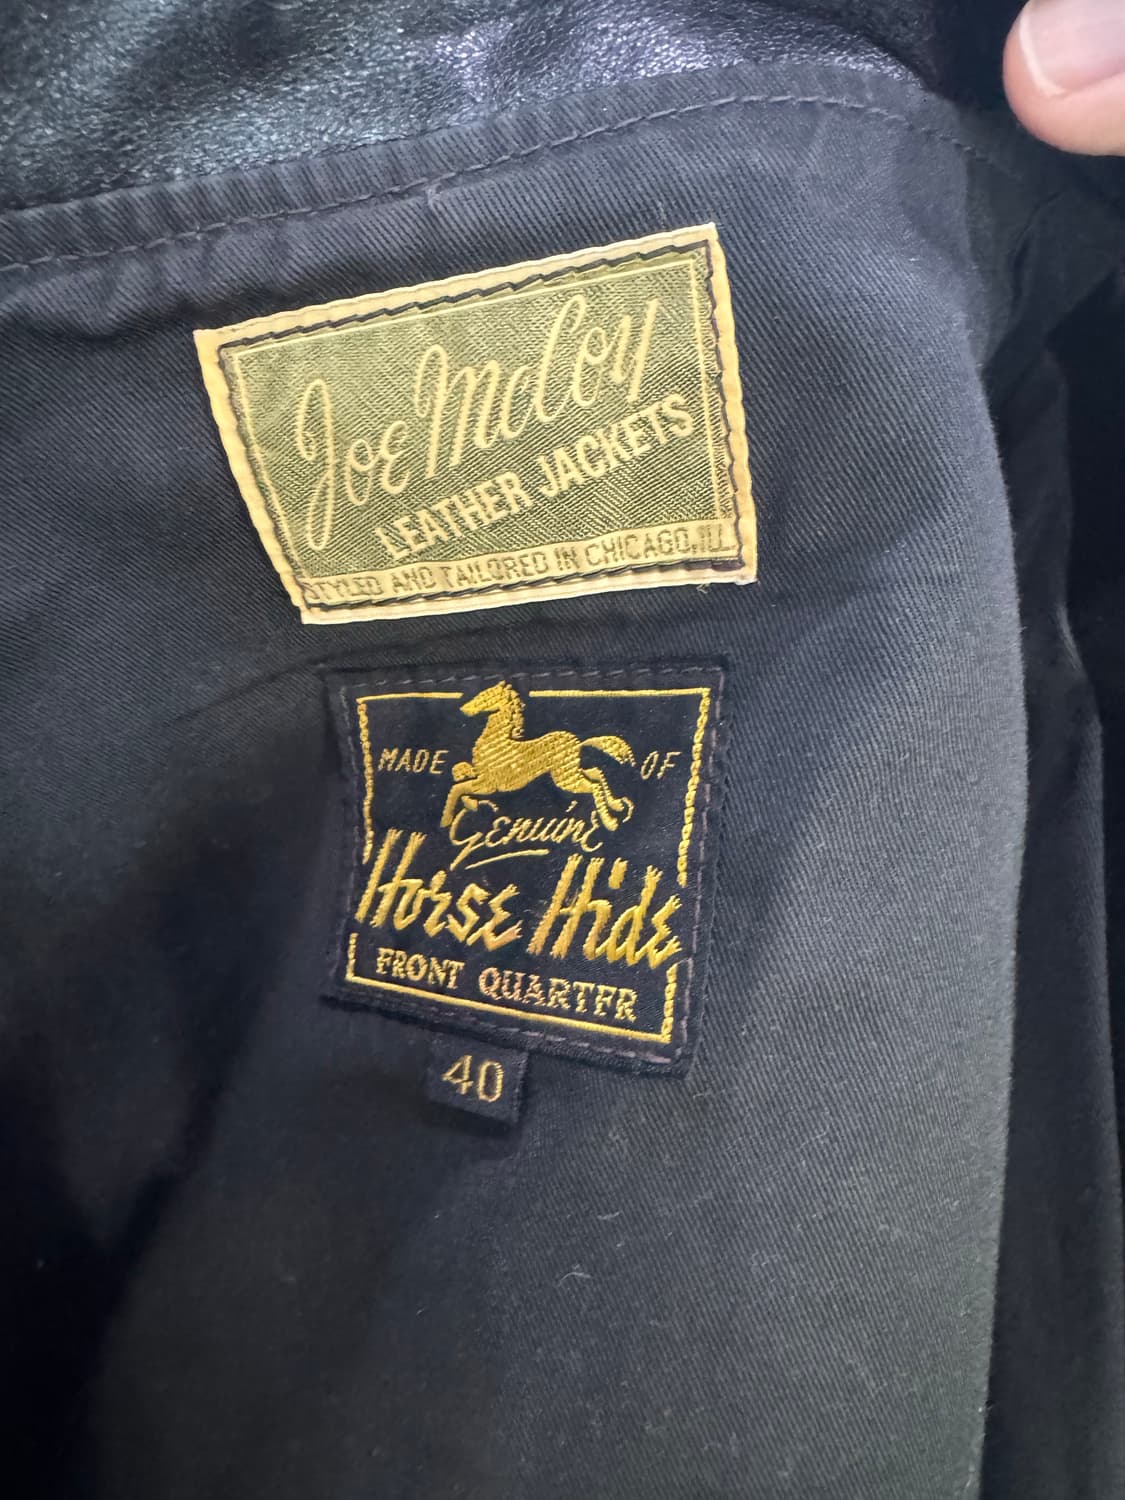 Joe McCoy
LEATHER JACKETS
STYLED AND TAILORED IN CHICAGO, ILL.
MADE OF
Genuine
Horse Hide
FRONT QUARTER
40